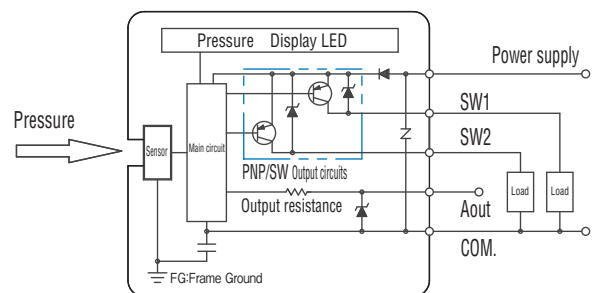 Pressure Display LED
Power supply
Pressure
SW1
Sensor
Main circuit
SW2
PNP/SW Output circuits
Load
Load
Output resistance
Aout
COM.
FG:Frame Ground